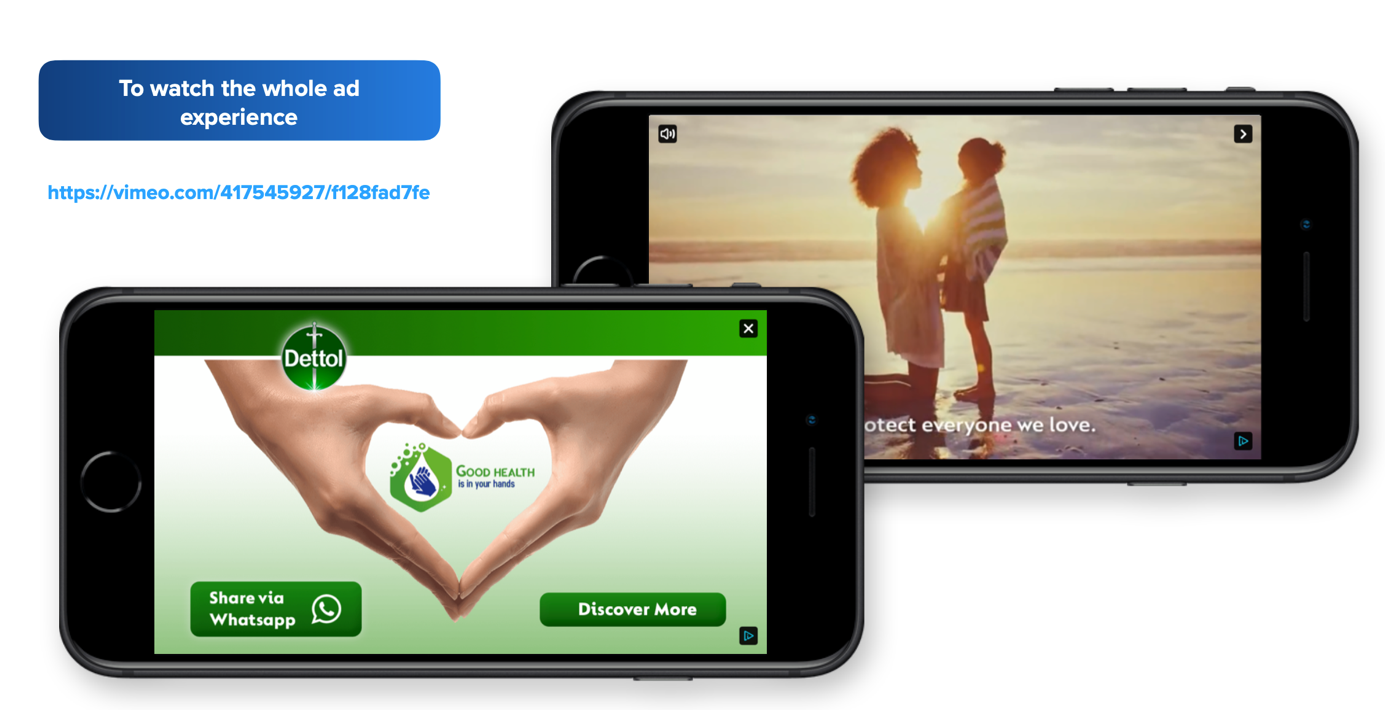 To watch the whole ad
experience
https://vimeo.com/417545927/f128fad7fe
otect everyone we love.
Dettol
GOOD HEALTH
is in your hands
Share via
Whatsapp
Discover More